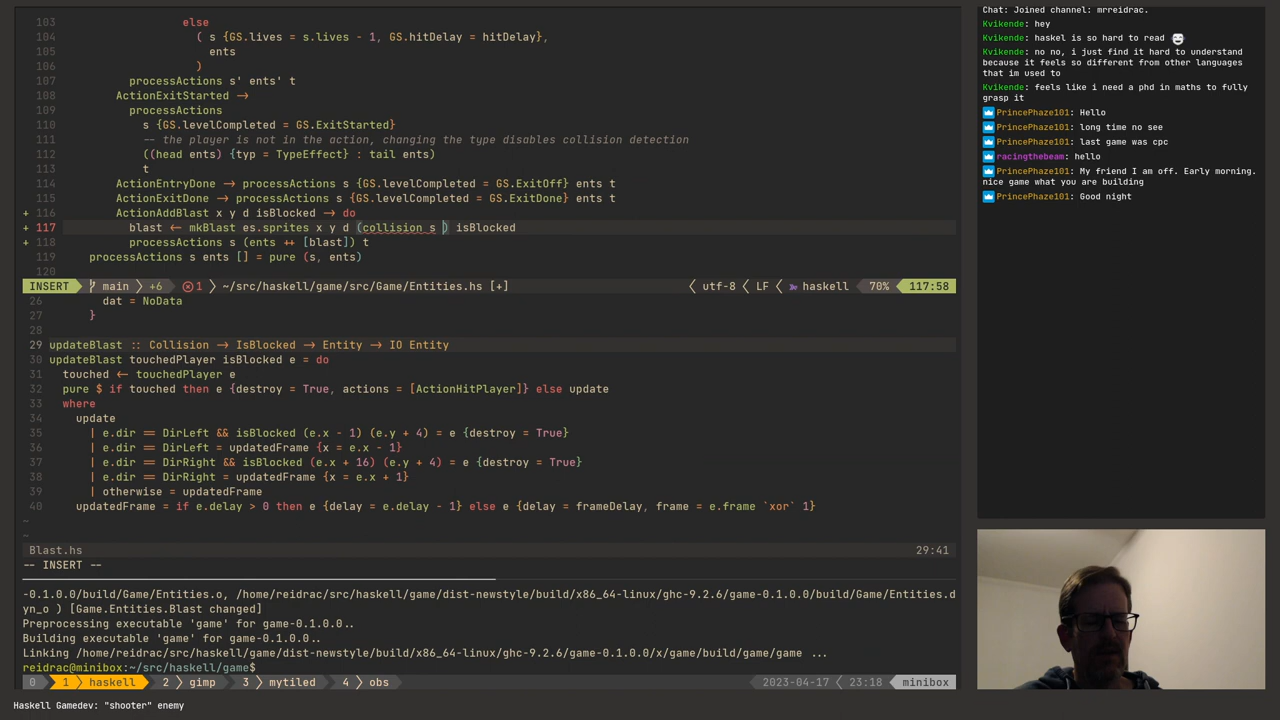 103 else
104 ( s {GS.lives = s.lives - 1, GS.hitDelay = hitDelay},
105 ents
106 )
107 processActions s' ents' t
108 ActionExitStarted →
109 processActions
110 s {GS.levelCompleted = GS.ExitStarted}
111 -- the player is not in the action, changing the type disables collision detection
112 ((head ents) {typ = TypeEffect} : tail ents)
113 t
114 ActionEntryDone → processActions s {GS.levelCompleted = GS.ExitOff} ents t
115 ActionExitDone → processActions s {GS.levelCompleted = GS.ExitDone} ents t
+ 116 ActionAddBlast x y d isBlocked → do
+ 117 blast ← mkBlast es.sprites x y d (collision s ) isBlocked
+ 118 processActions s (ents ++ [blast]) t
119 processActions s ents [] = pure (s, ents)
120
INSERT main +6 1 ~/src/haskell/game/src/Game/Entities.hs [+] utf-8 LF haskell 70% 117:58
26 dat = NoData
27 }
28
29 updateBlast :: Collision → IsBlocked → Entity → IO Entity
30 updateBlast touchedPlayer isBlocked e = do
31 touched ← touchedPlayer e
32 pure $ if touched then e {destroy = True, actions = [ActionHitPlayer]} else update
33 where
34 update
35 | e.dir == DirLeft && isBlocked (e.x - 1) (e.y + 4) = e {destroy = True}
36 | e.dir == DirLeft = updatedFrame {x = e.x - 1}
37 | e.dir == DirRight && isBlocked (e.x + 16) (e.y + 4) = e {destroy = True}
38 | e.dir == DirRight = updatedFrame {x = e.x + 1}
39 | otherwise = updatedFrame
40 updatedFrame = if e.delay > 0 then e {delay = e.delay - 1} else e {delay = frameDelay, frame = e.frame `xor` 1}
~
~
Blast.hs 29:41
-- INSERT --
-0.1.0.0/build/Game/Entities.o, /home/reidrac/src/haskell/game/dist-newstyle/build/x86_64-linux/ghc-9.2.6/game-0.1.0.0/build/Game/Entities.d
yn_o ) [Game.Entities.Blast changed]
Preprocessing executable 'game' for game-0.1.0.0..
Building executable 'game' for game-0.1.0.0..
Linking /home/reidrac/src/haskell/game/dist-newstyle/build/x86_64-linux/ghc-9.2.6/game-0.1.0.0/x/game/build/game/game ...
reidrac@minibox:~/src/haskell/game$
0 1 haskell 2 gimp 3 mytiled 4 obs 2023-04-17 23:18 minibox
Haskell Gamedev: "shooter" enemy
Chat: Joined channel: mrreidrac.
Kvikende: hey
Kvikende: haskel is so hard to read
Kvikende: no no, i just find it hard to understand
because it feels so different from other languages
that im used to
Kvikende: feels like i need a phd in maths to fully
grasp it
PrincePhaze101: Hello
PrincePhaze101: long time no see
PrincePhaze101: last game was cpc
racingthebeam: hello
PrincePhaze101: My friend I am off. Early morning.
nice game what you are building
PrincePhaze101: Good night